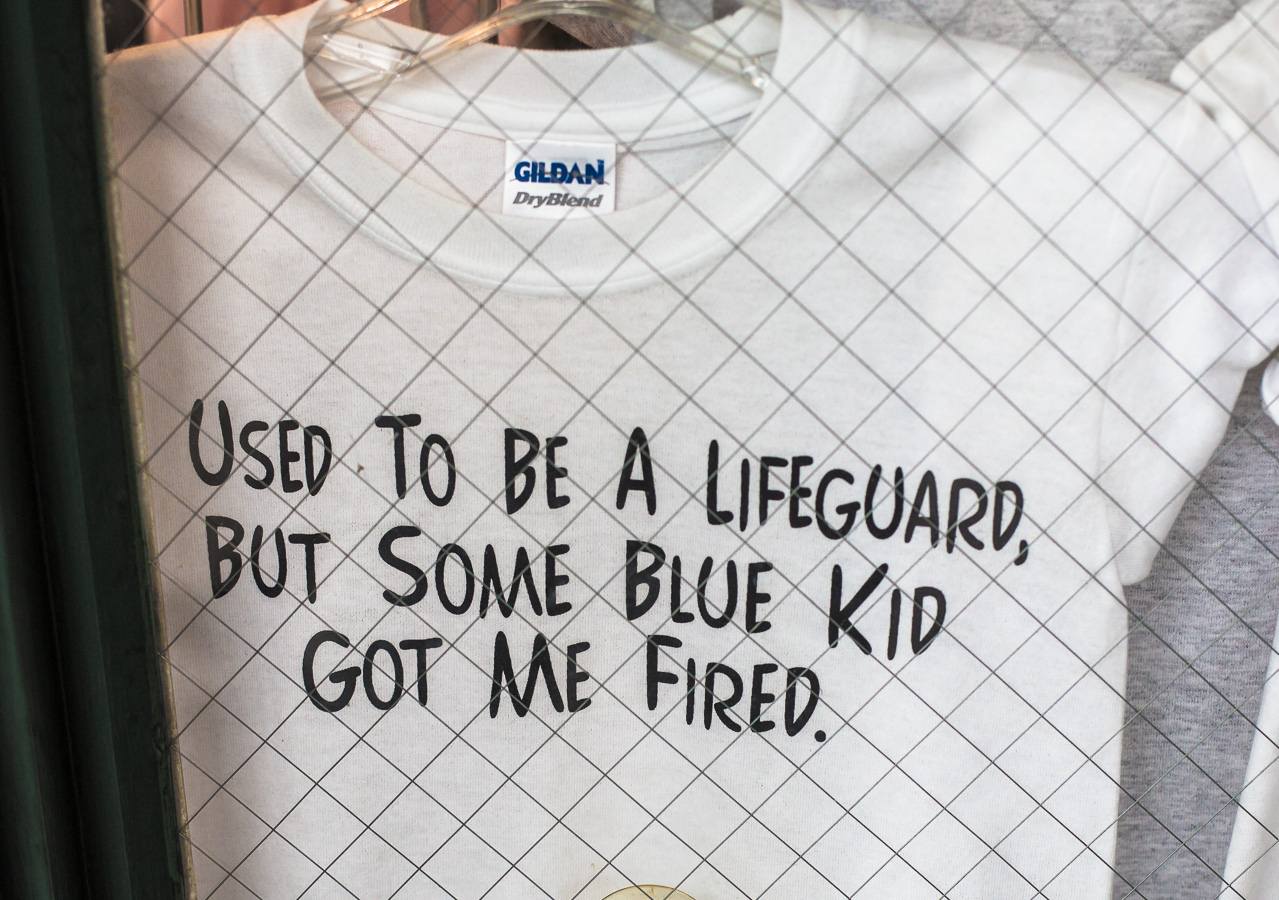 GILDAN
DryBlend
USED TO BE A LIFEGUARD,
BUT SOME BLUE KID
GOT ME FIRED.